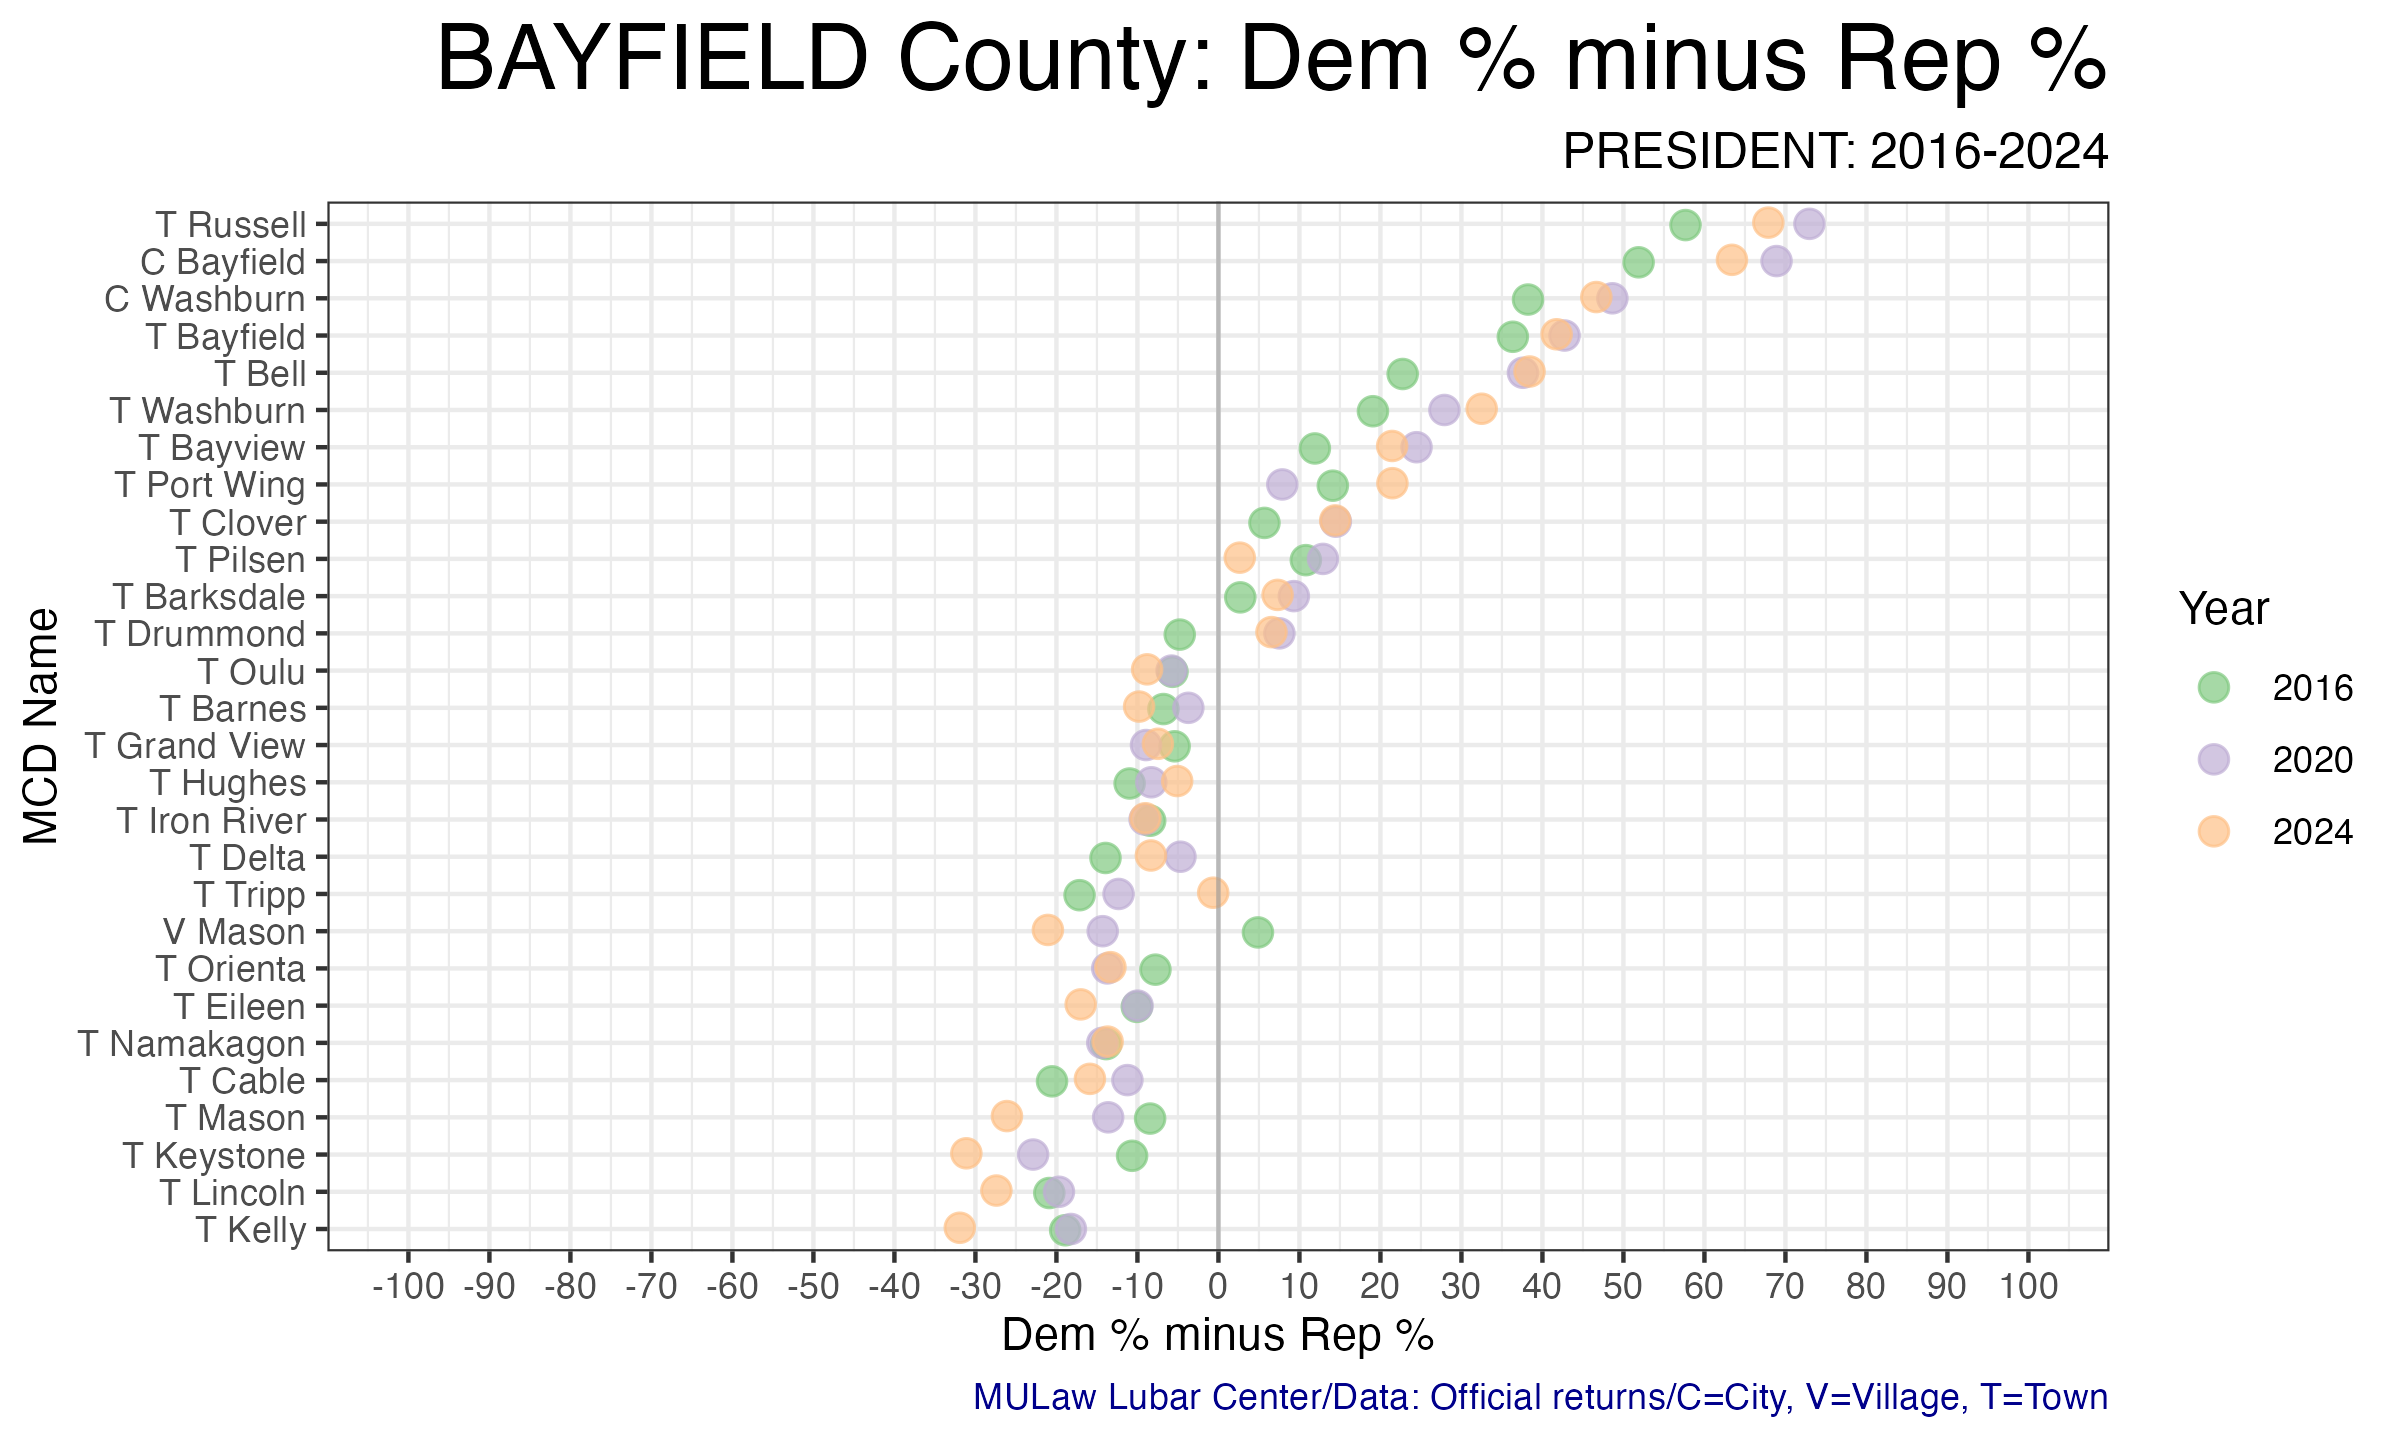 BAYFIELD County: Dem % minus Rep %
PRESIDENT: 2016-2024
MCD Name
T Russell
C Bayfield
C Washburn
T Bayfield
T Bell
T Washburn
T Bayview
T Port Wing
T Clover
T Pilsen
T Barksdale
T Drummond
T Oulu
T Barnes
T Grand View
T Hughes
T Iron River
T Delta
T Tripp
V Mason
T Orienta
T Eileen
T Namakagon
T Cable
T Mason
T Keystone
T Lincoln
T Kelly
-100 -90 -80 -70 -60 -50 -40 -30 -20 -10 0 10 20 30 40 50 60 70 80 90 100
Dem % minus Rep %
Year
2016
2020
2024
MULaw Lubar Center/Data: Official returns/C=City, V=Village, T=Town